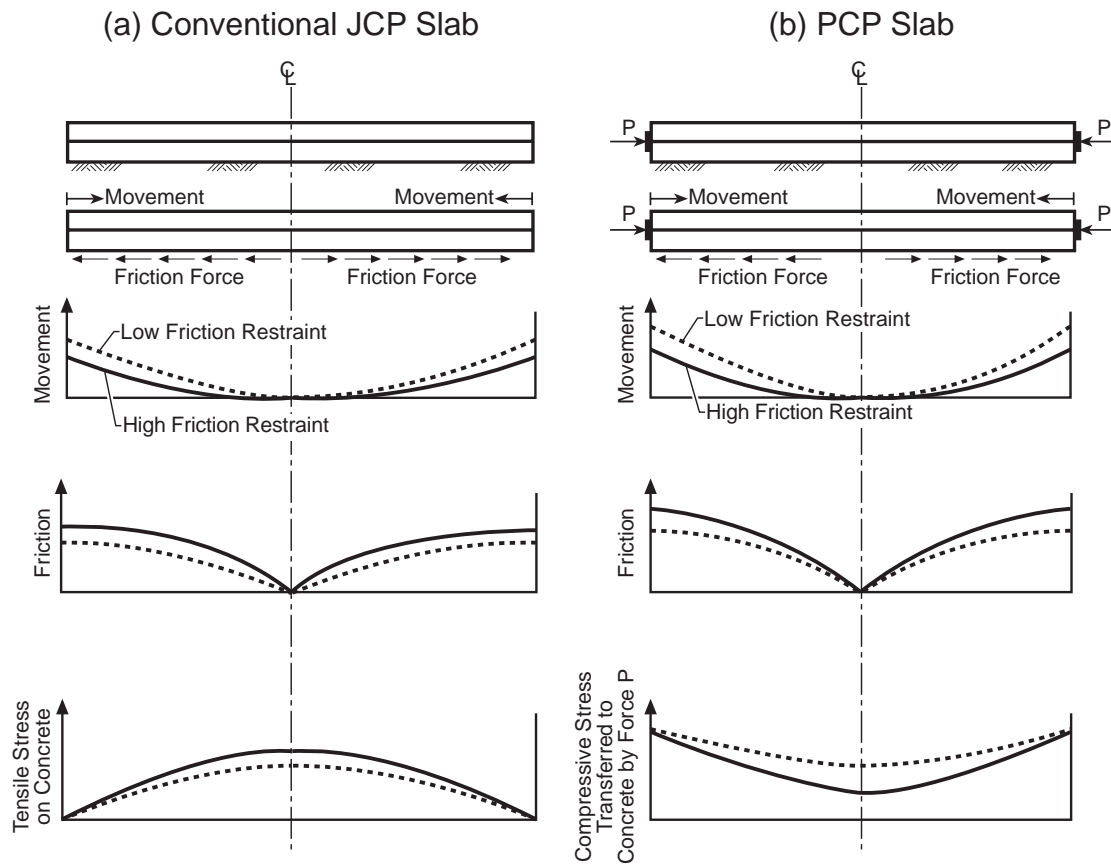 (a) Conventional JCP Slab
℄
Movement
Movement
Friction Force
Friction Force
Movement
Low Friction Restraint
High Friction Restraint
Friction
Tensile Stress
on Concrete
(b) PCP Slab
℄
P
P
Movement
Movement
P
P
Friction Force
Friction Force
Movement
Low Friction Restraint
High Friction Restraint
Friction
Compressive Stress
Transferred to
Concrete by Force P